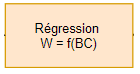 Régression
W = f(BC)